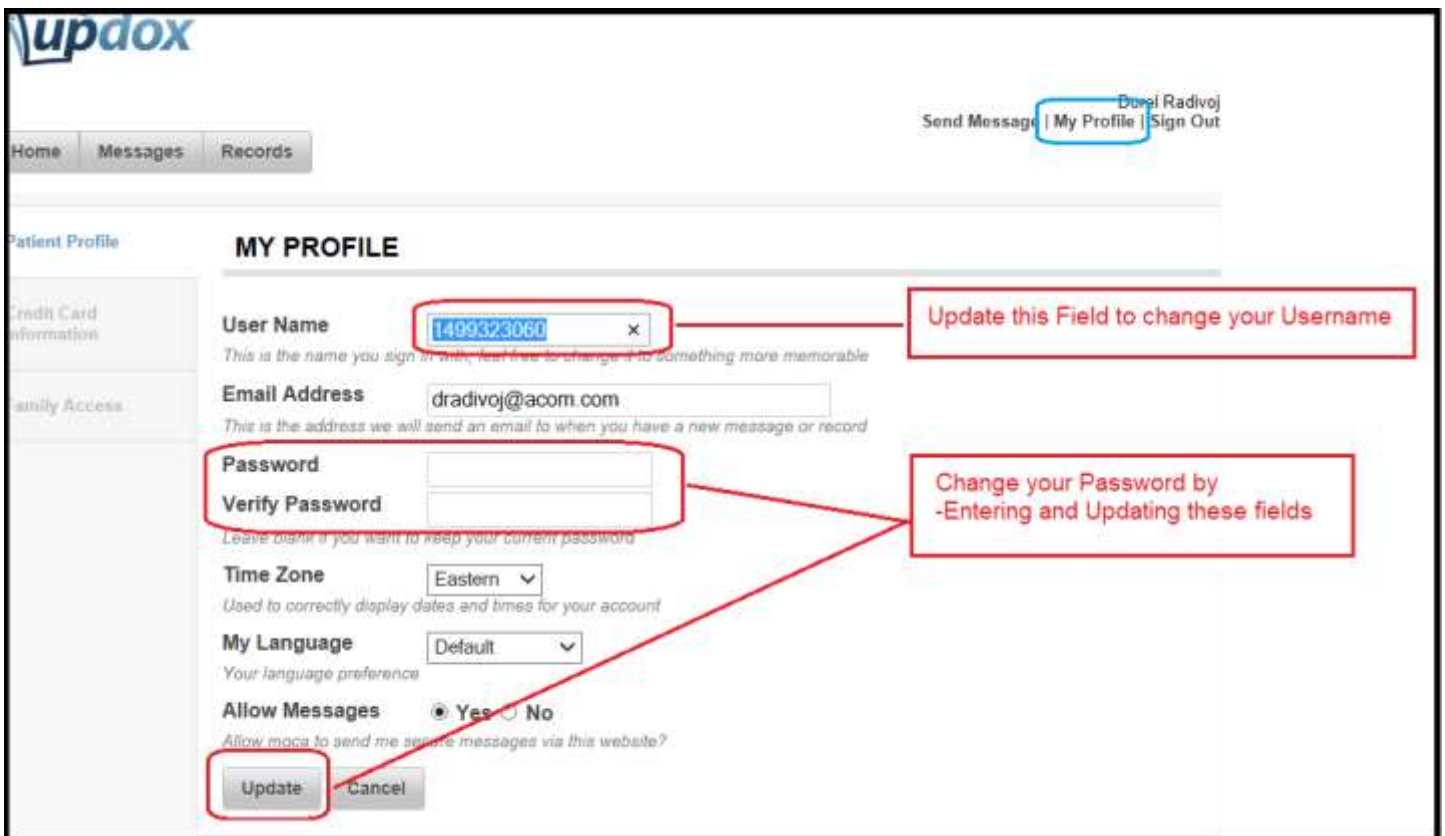 updox
Durel Radivoj
Send Message | My Profile | Sign Out
Home Messages Records
Patient Profile
Credit Card
Information
Family Access
MY PROFILE
User Name 1499323060 ×
This is the name you sign in with, feel free to change it to something more memorable
Email Address dradivoj@acom.com
This is the address we will send an email to when you have a new message or record
Password
Verify Password
Leave blank if you want to keep your current password
Time Zone Eastern
Used to correctly display dates and times for your account
My Language Default
Your language preference
Allow Messages Yes No
Allow moca to send me secure messages via this website?
Update Cancel
Update this Field to change your Username
Change your Password by
-Entering and Updating these fields